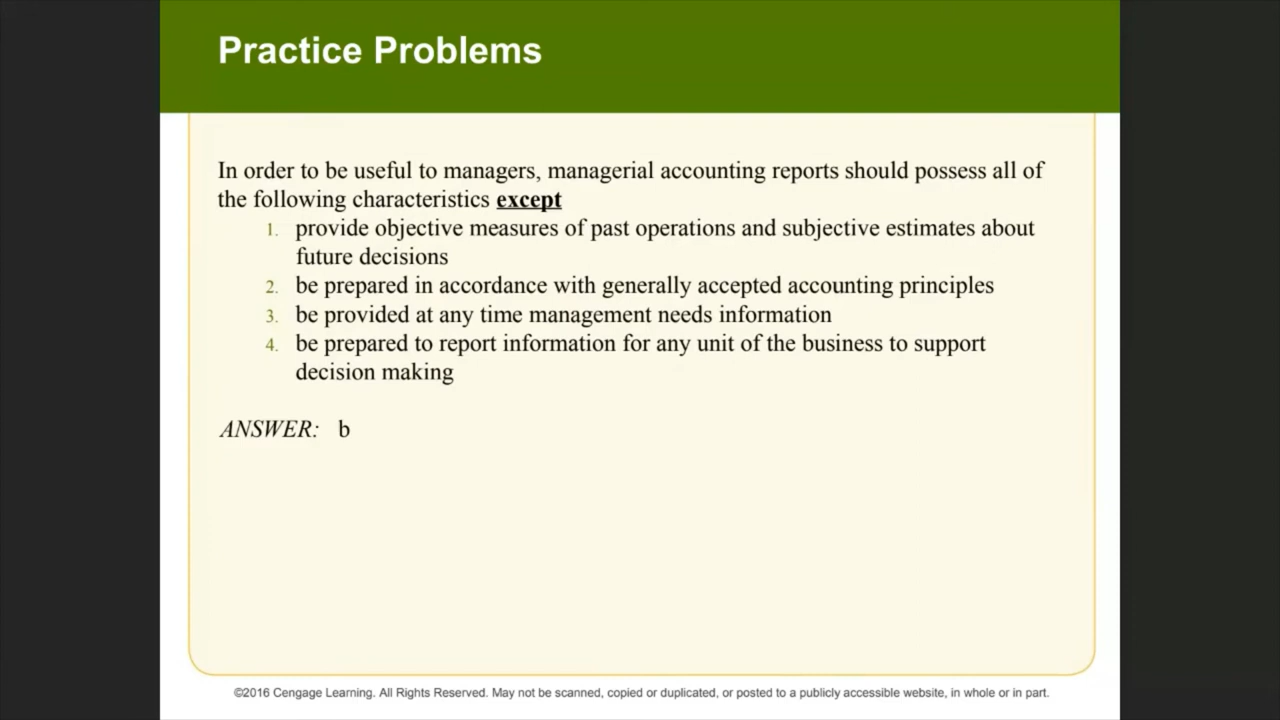 Practice Problems
In order to be useful to managers, managerial accounting reports should possess all of
the following characteristics except
1. provide objective measures of past operations and subjective estimates about
future decisions
2. be prepared in accordance with generally accepted accounting principles
3. be provided at any time management needs information
4. be prepared to report information for any unit of the business to support
decision making
ANSWER: b
©2016 Cengage Learning. All Rights Reserved. May not be scanned, copied or duplicated, or posted to a publicly accessible website, in whole or in part.